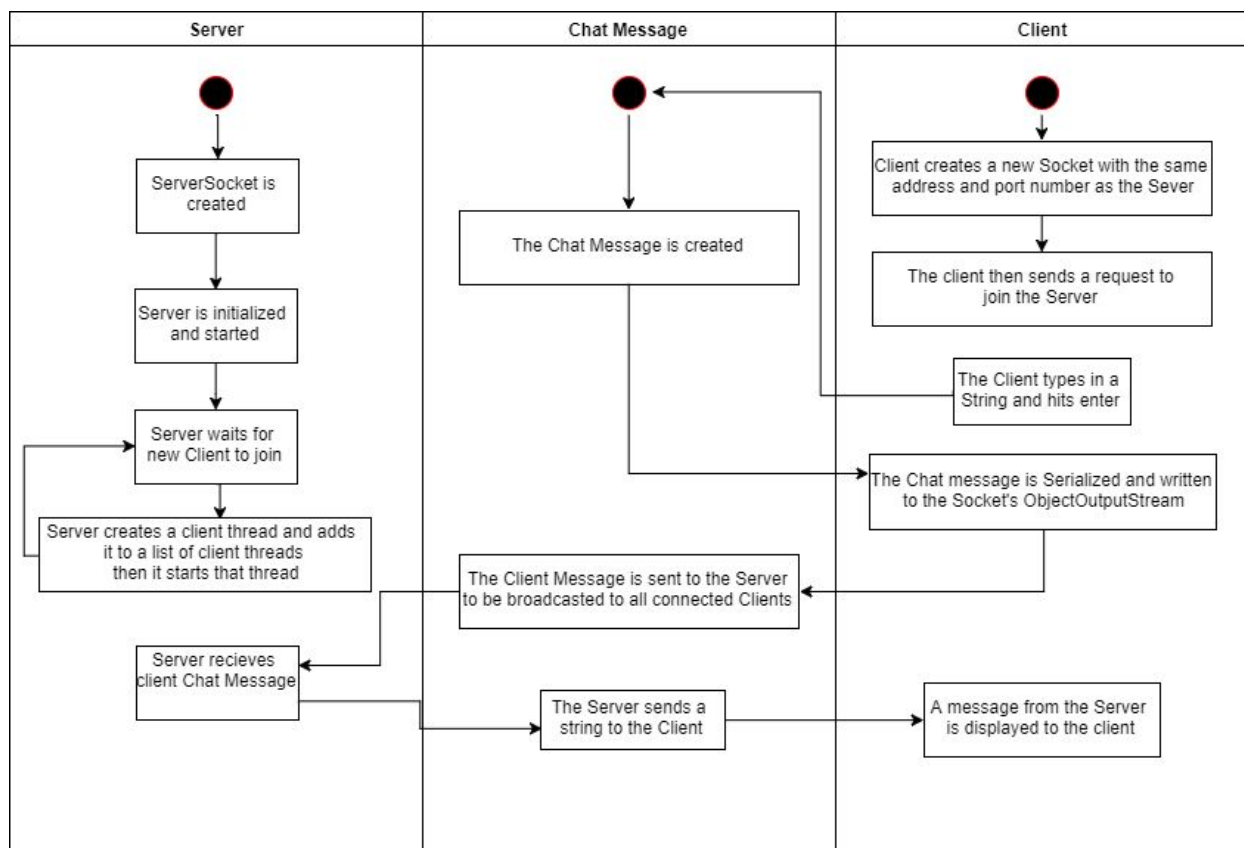 Server
Chat Message
Client
ServerSocket is
created
Server is initialized
and started
Server waits for
new Client to join
Server creates a client thread and adds
it to a list of client threads
then it starts that thread
Server recieves
client Chat Message
The Chat Message is created
The Client Message is sent to the Server
to be broadcasted to all connected Clients
The Server sends a
string to the Client
Client creates a new Socket with the same
address and port number as the Sever
The client then sends a request to
join the Server
The Client types in a
String and hits enter
The Chat message is Serialized and written
to the Socket's ObjectOutputStream
A message from the Server
is displayed to the client